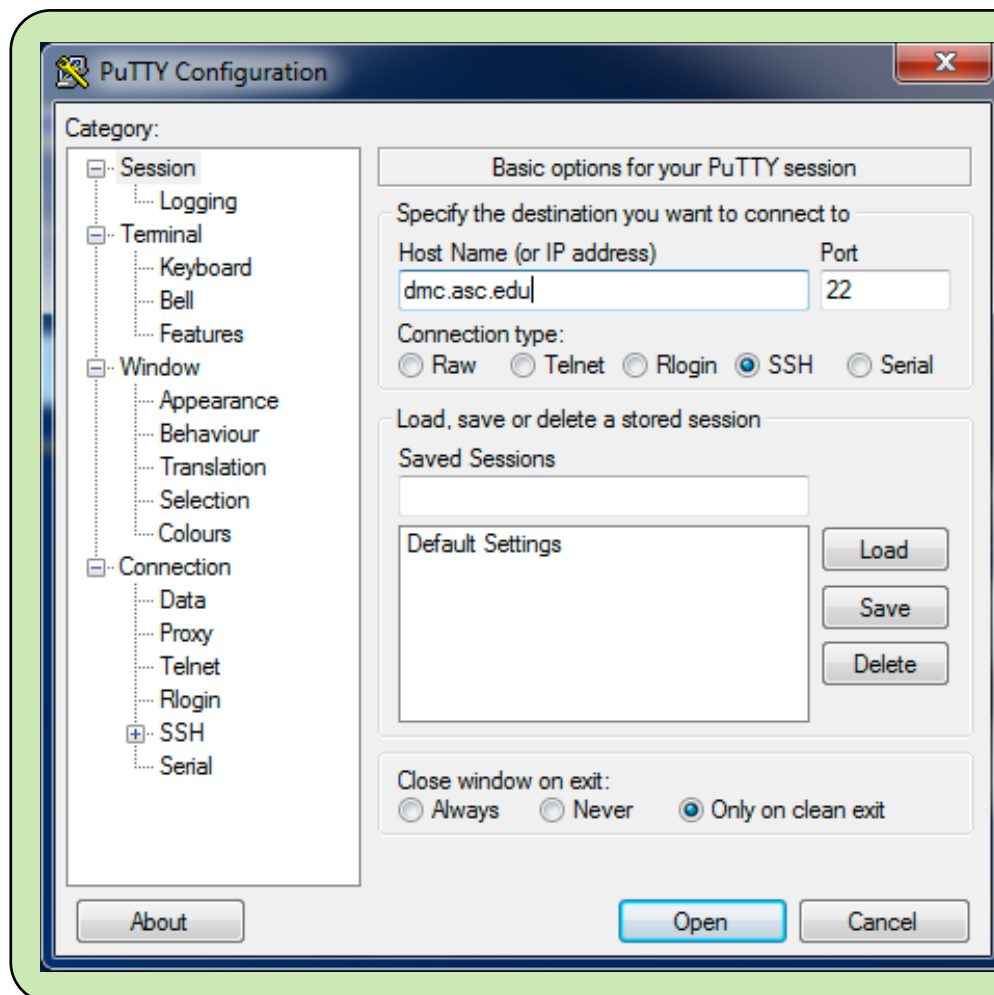 PuTTY Configuration
X
Category:
Session
Logging
Terminal
Keyboard
Bell
Features
Window
Appearance
Behaviour
Translation
Selection
Colours
Connection
Data
Proxy
Telnet
Rlogin
SSH
Serial
Basic options for your PuTTY session
Specify the destination you want to connect to
Host Name (or IP address) Port
dmc.asc.edu 22
Connection type:
Raw Telnet Rlogin SSH Serial
Load, save or delete a stored session
Saved Sessions
Default Settings
Load
Save
Delete
Close window on exit:
Always Never Only on clean exit
About Open Cancel